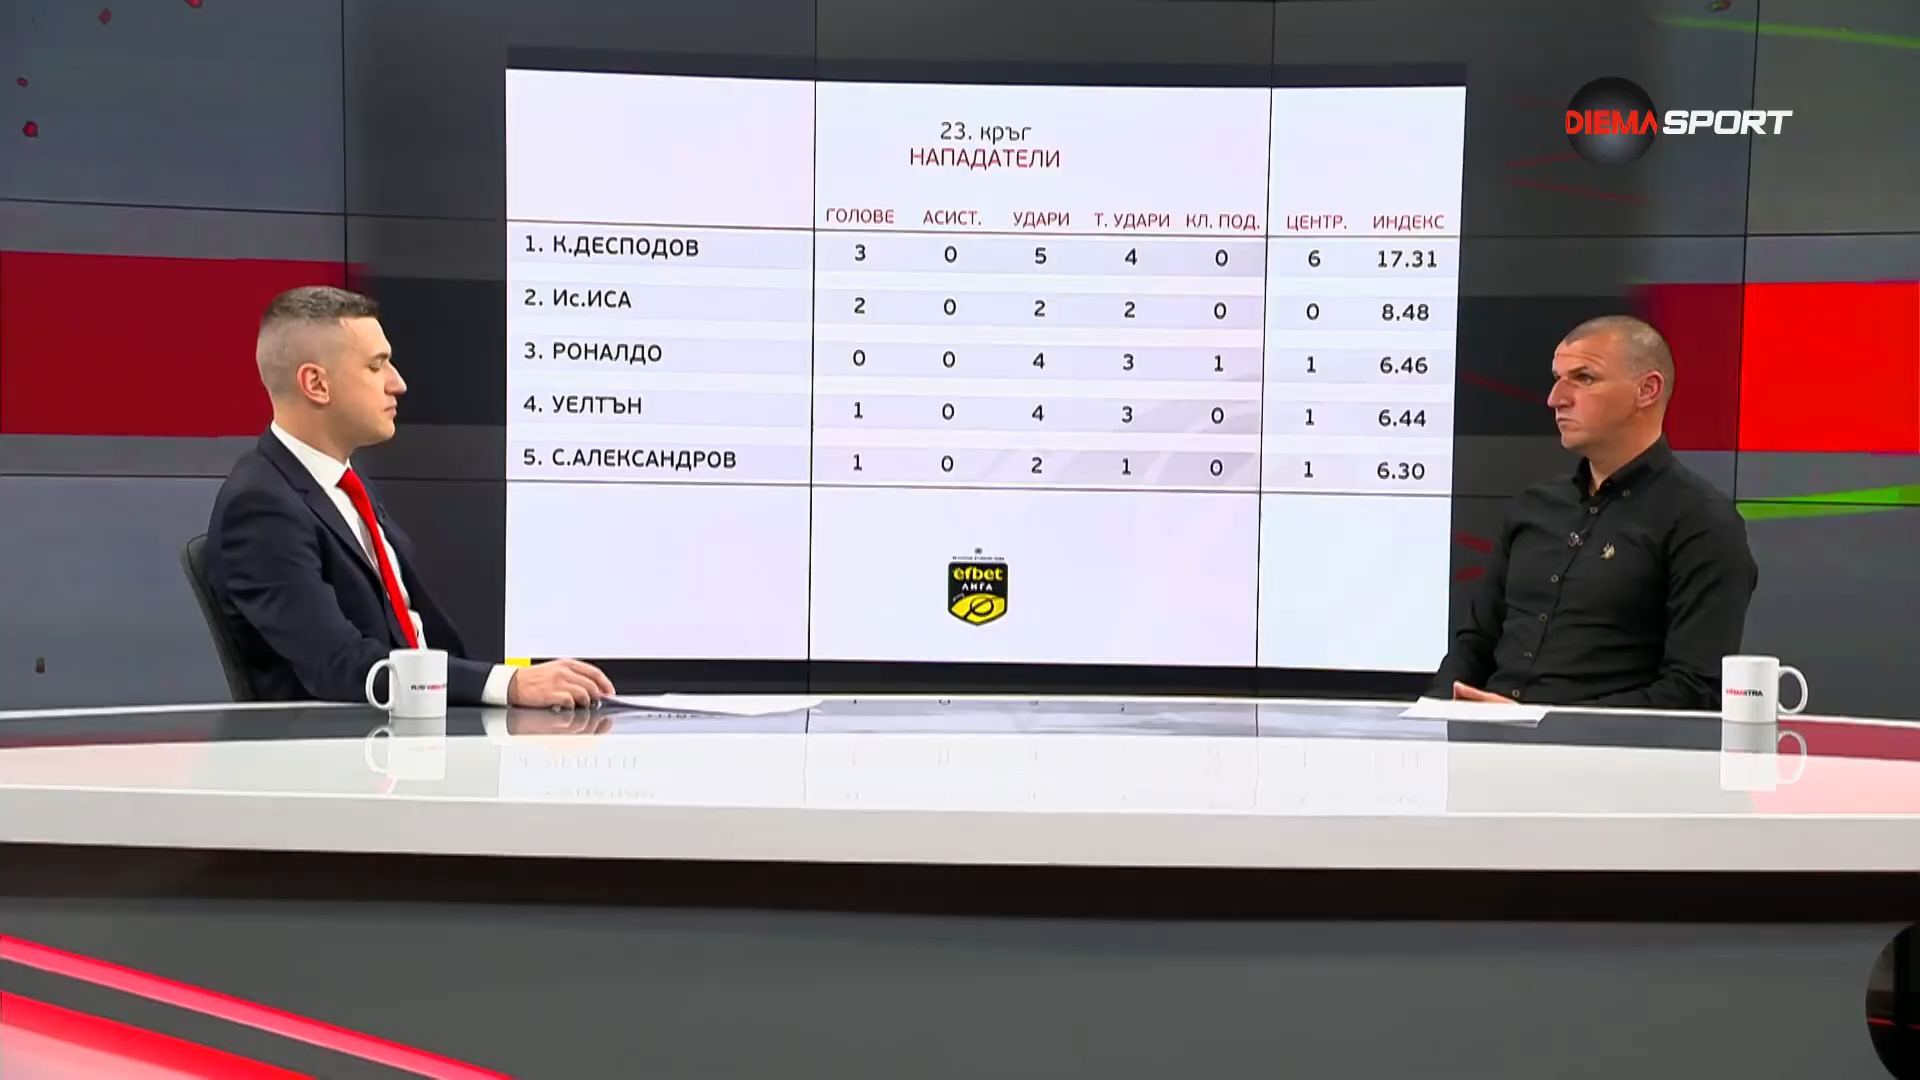 DIEMA SPORT
23. кръг
НАПАДАТЕЛИ
ГОЛОВЕ АСИСТ. УДАРИ Т. УДАРИ КЛ. ПОД. ЦЕНТР. ИНДЕКС
1. К.ДЕСПОДОВ 3 0 5 4 0 6 17.31
2. Ис.ИСА 2 0 2 2 0 0 8.48
3. РОНАЛДО 0 0 4 3 1 1 6.46
4. УЕЛТЪН 1 0 4 3 0 1 6.44
5. С.АЛЕКСАНДРОВ 1 0 2 1 0 1 6.30
efbet
ЛИГА